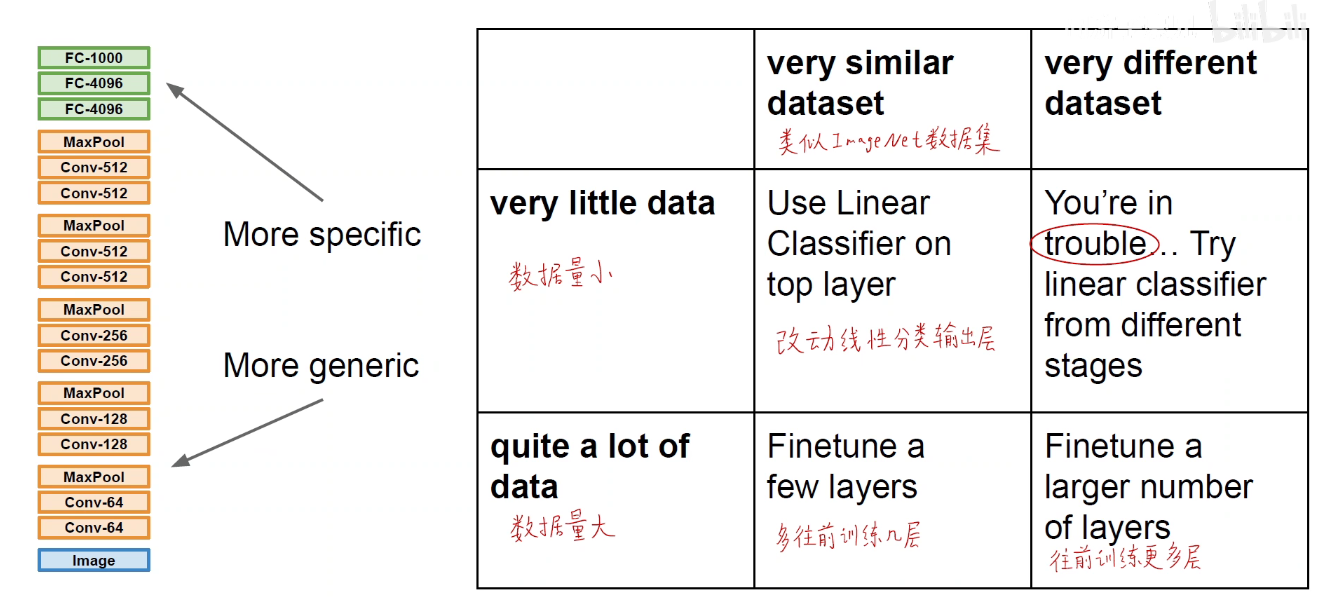 bilibili
FC-1000
FC-4096
FC-4096
MaxPool
Conv-512
Conv-512
MaxPool
Conv-512
Conv-512
MaxPool
Conv-256
Conv-256
MaxPool
Conv-128
Conv-128
MaxPool
Conv-64
Conv-64
Image
More specific
More generic
very similar
dataset
类似ImageNet数据集
very different
dataset
very little data
数据量小
Use Linear
Classifier on
top layer
改动线性分类输出层
You’re in
trouble… Try
linear classifier
from different
stages
quite a lot of
data
数据量大
Finetune a
few layers
多往前训练几层
Finetune a
larger number
of layers
往前训练更多层